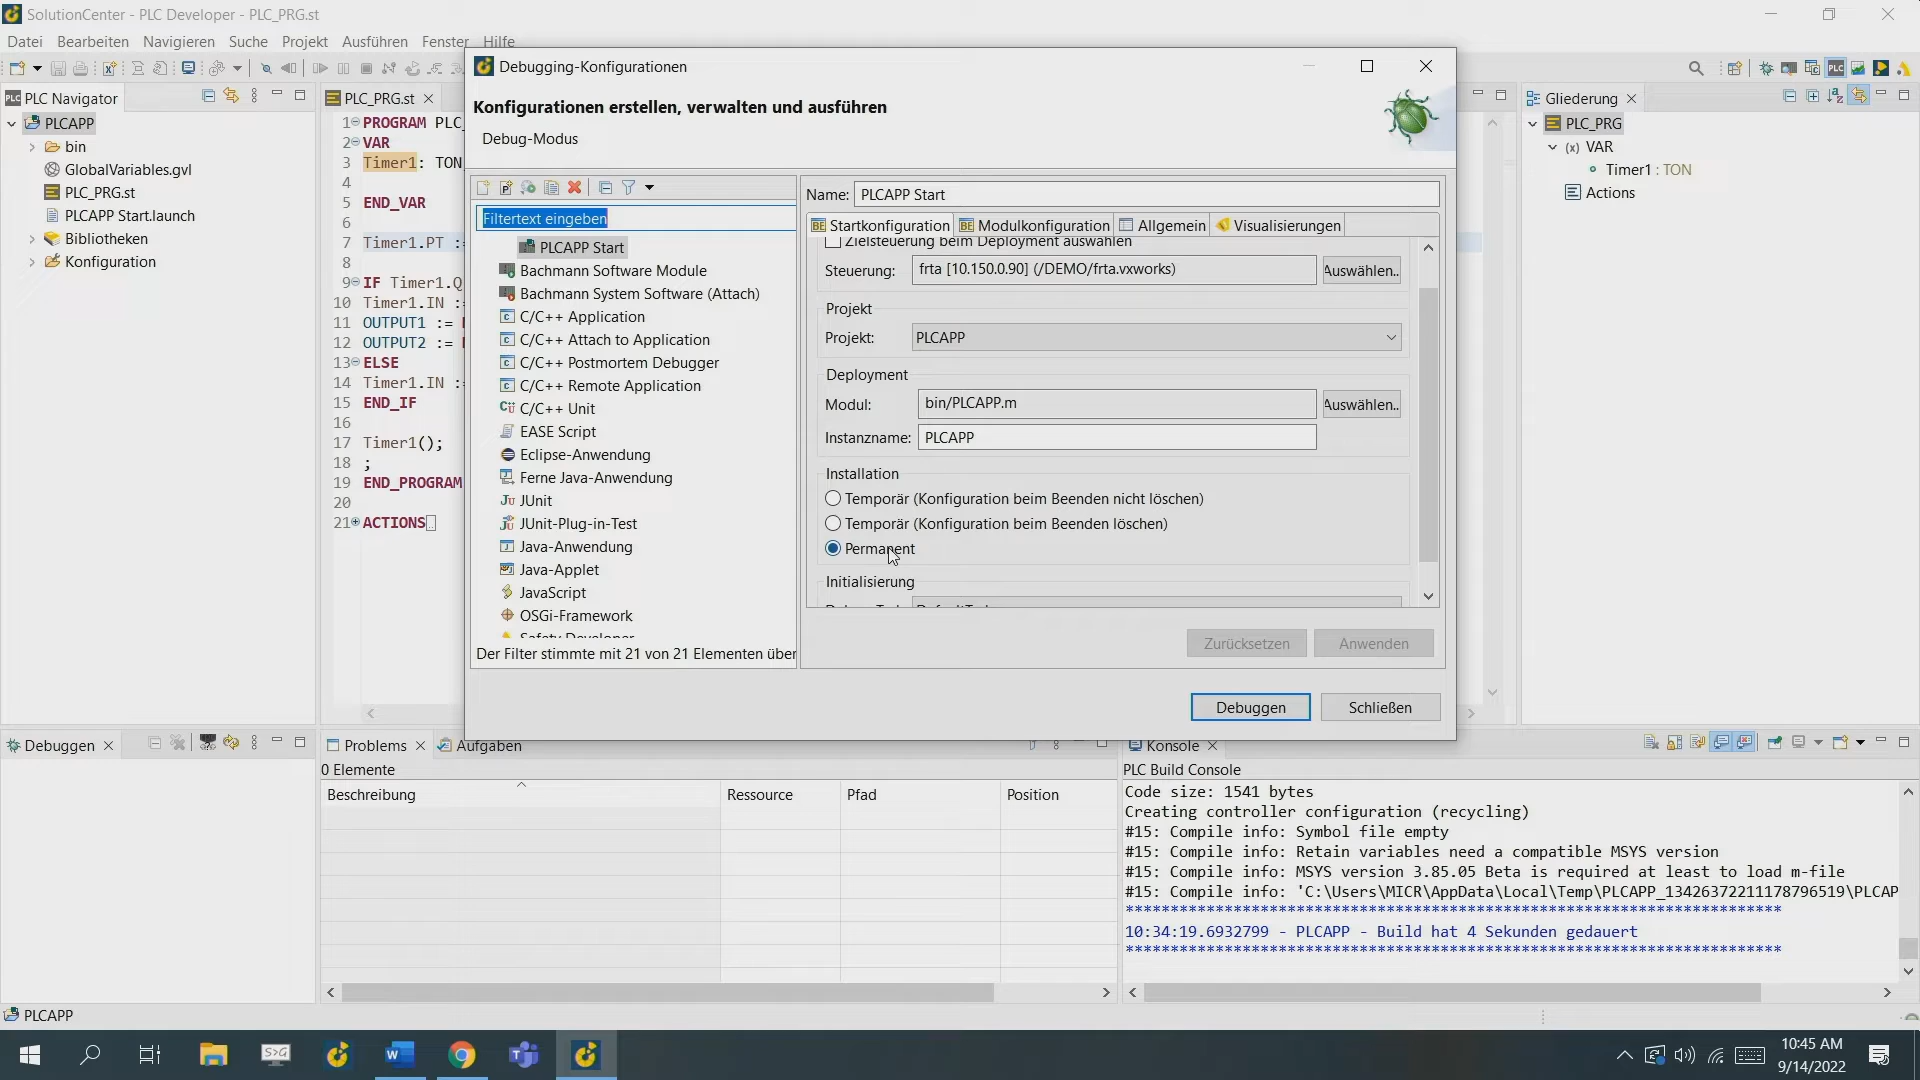 SolutionCenter - PLC Developer - PLC_PRG.st
Datei Bearbeiten Navigieren Suche Projekt Ausführen Fenster Hilfe
PLC Navigator
PLCAPP
bin
GlobalVariables.gvl
PLC_PRG.st
PLCAPP Start.launch
Bibliotheken
Konfiguration
PLC_PRG.st
1 PROGRAM PLC_
2 VAR
3 Timer1: TON
4
5 END_VAR
6
7 Timer1.PT :=
8
9 IF Timer1.Q
10 Timer1.IN :=
11 OUTPUT1 :=
12 OUTPUT2 :=
13 ELSE
14 Timer1.IN :=
15 END_IF
16
17 Timer1();
18 ;
19 END_PROGRAM
20
21 ACTIONS
Debugging-Konfigurationen
Konfigurationen erstellen, verwalten und ausführen
Debug-Modus
Filtertext eingeben
PLCAPP Start
Bachmann Software Module
Bachmann System Software (Attach)
C/C++ Application
C/C++ Attach to Application
C/C++ Postmortem Debugger
C/C++ Remote Application
C/C++ Unit
EASE Script
Eclipse-Anwendung
Ferne Java-Anwendung
JUnit
JUnit-Plug-in-Test
Java-Anwendung
Java-Applet
JavaScript
OSGi-Framework
Safety Developer
Der Filter stimmte mit 21 von 21 Elementen über
Name: PLCAPP Start
Startkonfiguration Modulkonfiguration Allgemein Visualisierungen
Zielsteuerung beim Deployment auswählen
Steuerung: frta [10.150.0.90] (/DEMO/frta.vxworks) Auswählen..
Projekt
Projekt: PLCAPP
Deployment
Modul: bin/PLCAPP.m Auswählen..
Instanzname: PLCAPP
Installation
Temporär (Konfiguration beim Beenden nicht löschen)
Temporär (Konfiguration beim Beenden löschen)
Permanent
Initialisierung
Zurücksetzen Anwenden
Debuggen Schließen
Gliederung
PLC_PRG
VAR
Timer1 : TON
Actions
Debuggen
Problems Aufgaben
0 Elemente
Beschreibung Ressource Pfad Position
Konsole
PLC Build Console
Code size: 1541 bytes
Creating controller configuration (recycling)
#15: Compile info: Symbol file empty
#15: Compile info: Retain variables need a compatible MSYS version
#15: Compile info: MSYS version 3.85.05 Beta is required at least to load m-file
#15: Compile info: 'C:\Users\MICR\AppData\Local\Temp\PLCAPP_13426372211178796519\PLCAP
10:34:19.6932799 - PLCAPP - Build hat 4 Sekunden gedauert
PLCAPP
10:45 AM
9/14/2022